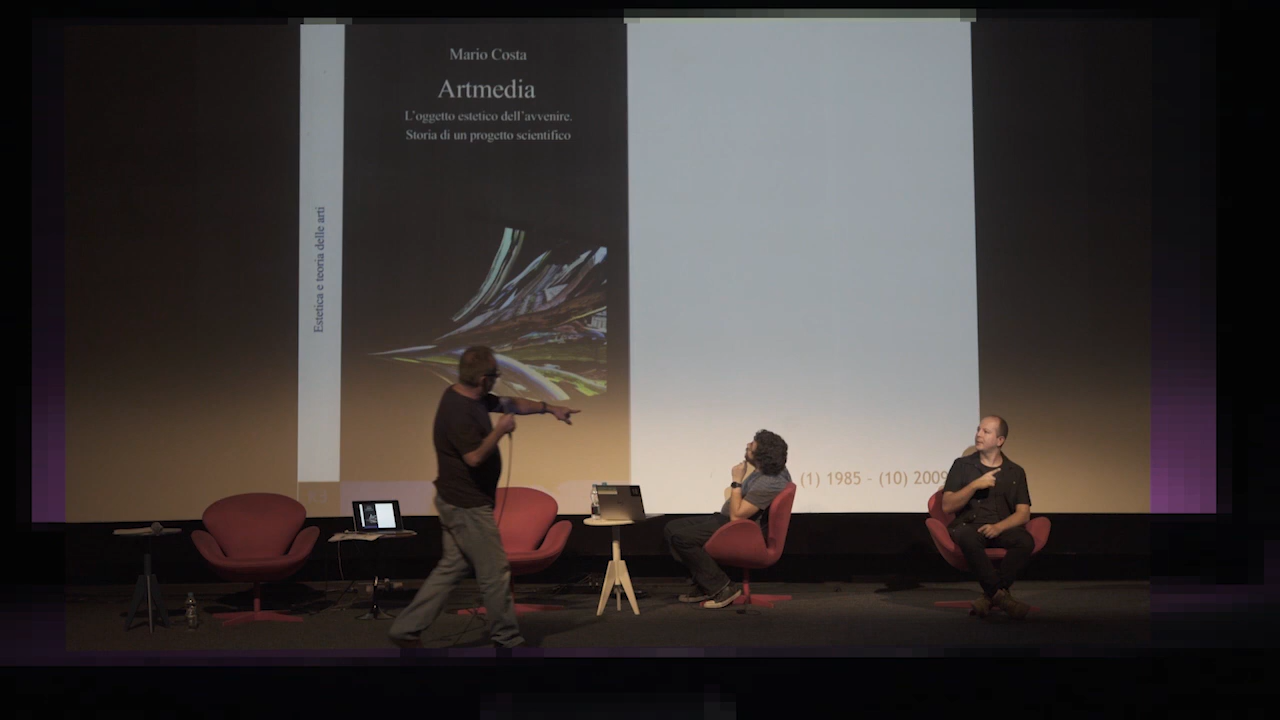 Mario Costa
Artmedia
L'oggetto estetico dell'avvenire.
Storia di un progetto scientifico
Estetica e teoria delle arti
(1) 1985 - (10) 2009